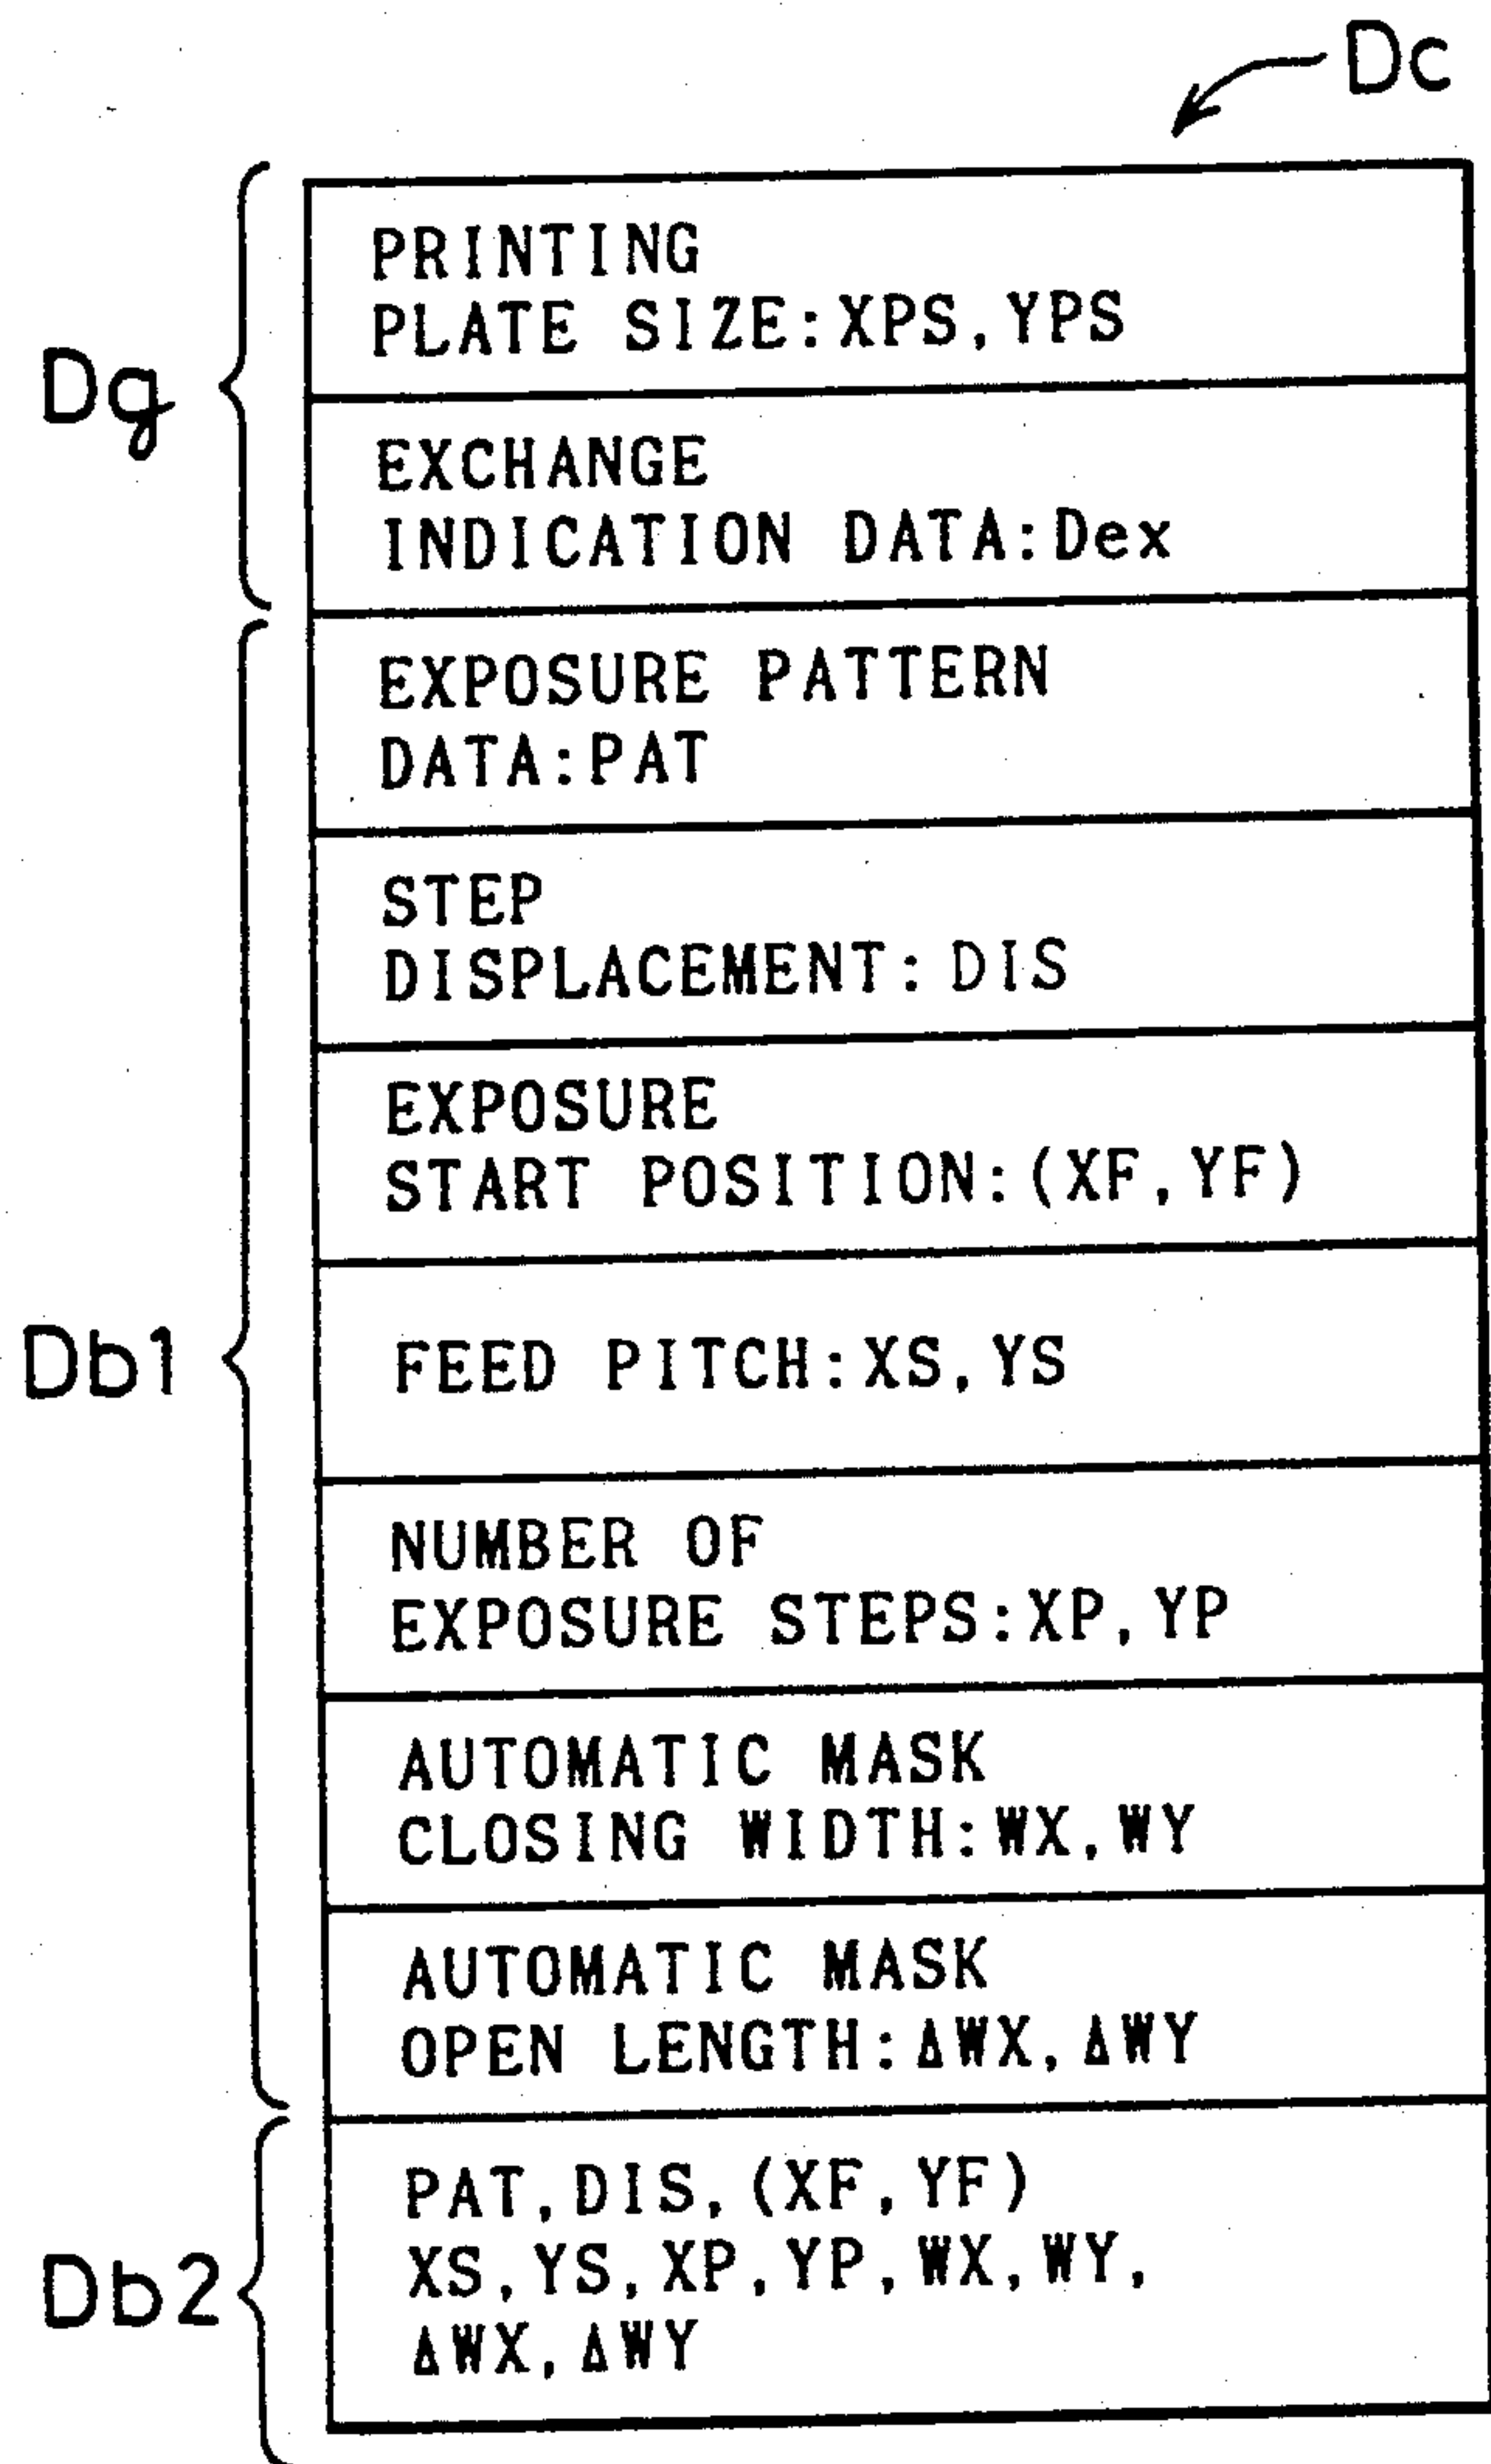 Dc
Dg
PRINTING
PLATE SIZE:XPS,YPS
EXCHANGE
INDICATION DATA:Dex
Db1
EXPOSURE PATTERN
DATA:PAT
STEP
DISPLACEMENT:DIS
EXPOSURE
START POSITION:(XF,YF)
FEED PITCH:XS,YS
NUMBER OF
EXPOSURE STEPS:XP,YP
AUTOMATIC MASK
CLOSING WIDTH:WX,WY
AUTOMATIC MASK
OPEN LENGTH:ΔWX,ΔWY
Db2
PAT,DIS,(XF,YF)
XS,YS,XP,YP,WX,WY,
ΔWX,ΔWY